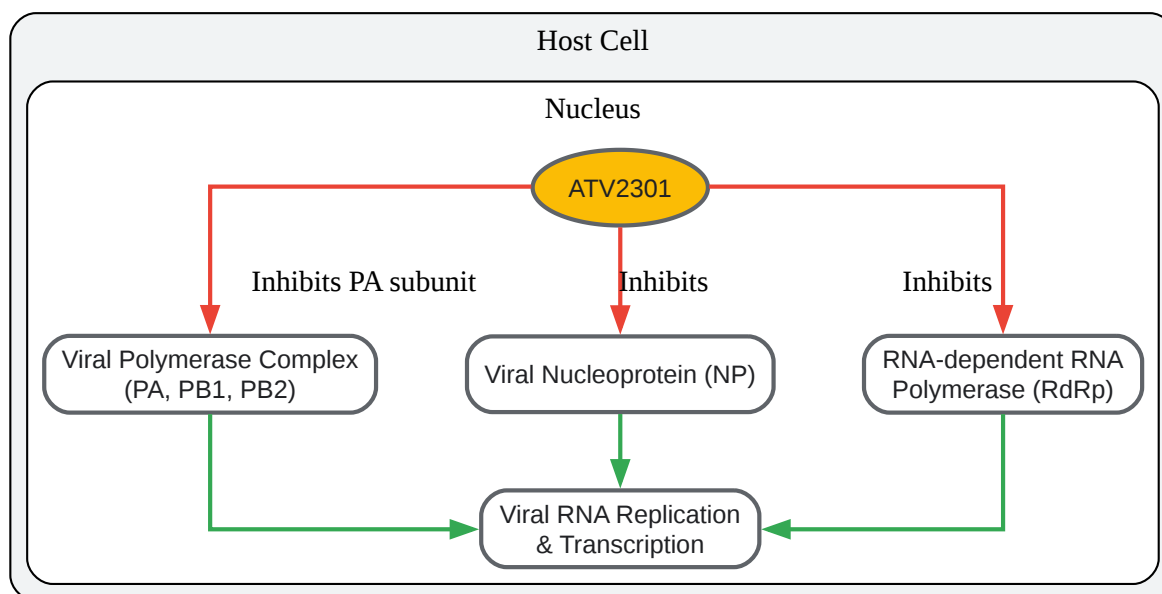 Host Cell
Nucleus
ATV2301
Inhibits PA subunit
Inhibits
Inhibits
Viral Polymerase Complex
(PA, PB1, PB2)
Viral Nucleoprotein (NP)
RNA-dependent RNA
Polymerase (RdRp)
Viral RNA Replication
& Transcription